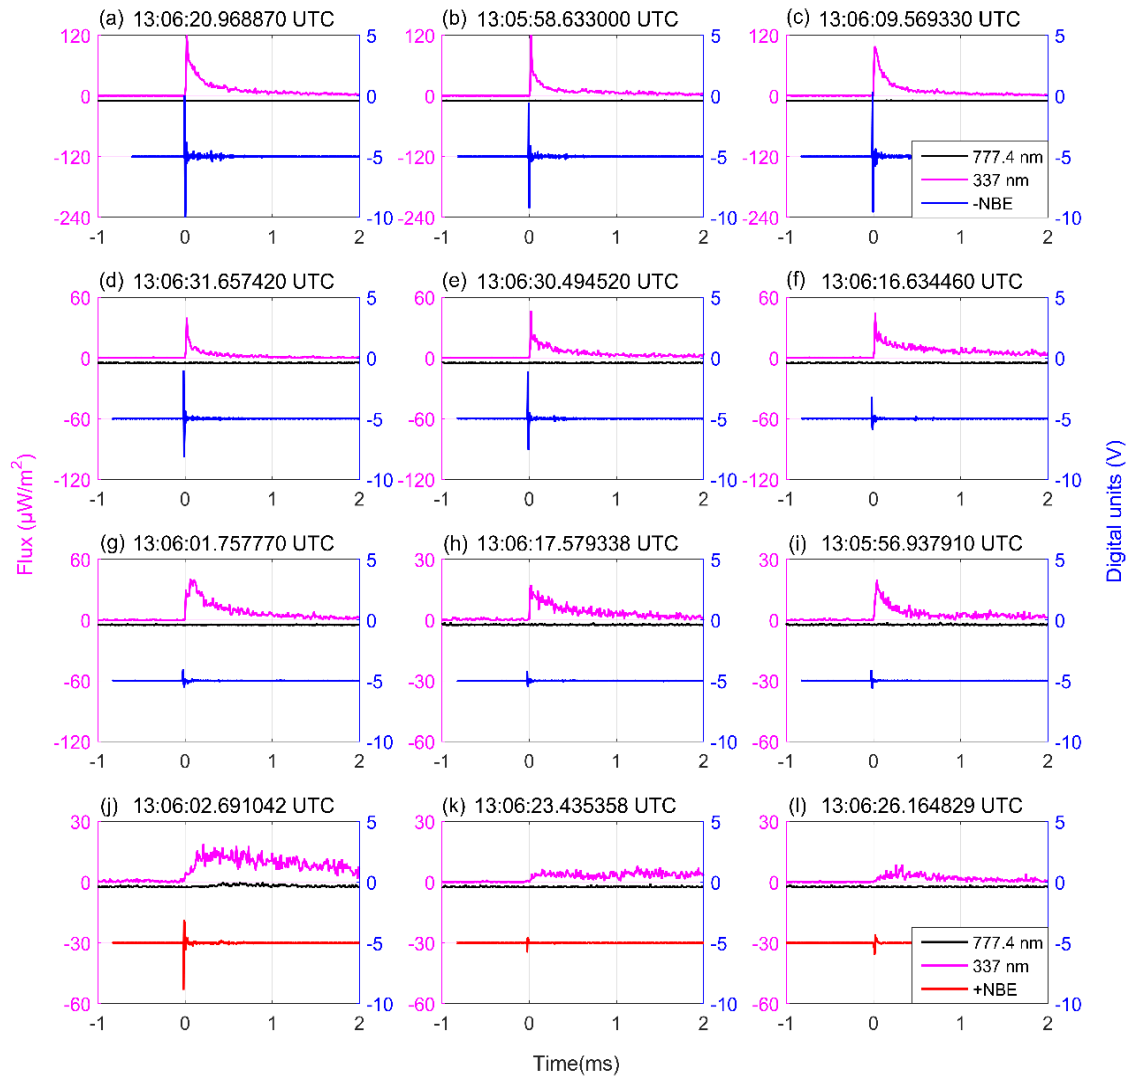 (a) 13:06:20.968870 UTC (b) 13:05:58.633000 UTC (c) 13:06:09.569330 UTC
120 5 120 5 120 5
0 0 0 0 0 0
-120 -5 -120 -5 -120 -5
777.4 nm
337 nm
-NBE
-240 -10 -240 -10 -240 -10
-1 0 1 2 -1 0 1 2 -1 0 1 2
(d) 13:06:31.657420 UTC (e) 13:06:30.494520 UTC (f) 13:06:16.634460 UTC
60 5 60 5 60 5
0 0 0 0 0 0
-60 -5 -60 -5 -60 -5
-120 -10 -120 -10 -120 -10
-1 0 1 2 -1 0 1 2 -1 0 1 2
Flux (µW/m²)
Digital units (V)
(g) 13:06:01.757770 UTC (h) 13:06:17.579338 UTC (i) 13:05:56.937910 UTC
60 5 30 5 30 5
0 0 0 0 0 0
-60 -5 -30 -5 -30 -5
-120 -10 -60 -10 -60 -10
-1 0 1 2 -1 0 1 2 -1 0 1 2
(j) 13:06:02.691042 UTC (k) 13:06:23.435358 UTC (l) 13:06:26.164829 UTC
30 5 30 5 30 5
0 0 0 0 0 0
-30 -5 -30 -5 -30 -5
777.4 nm
337 nm
+NBE
-60 -10 -60 -10 -60 -10
-1 0 1 2 -1 0 1 2 -1 0 1 2
Time(ms)